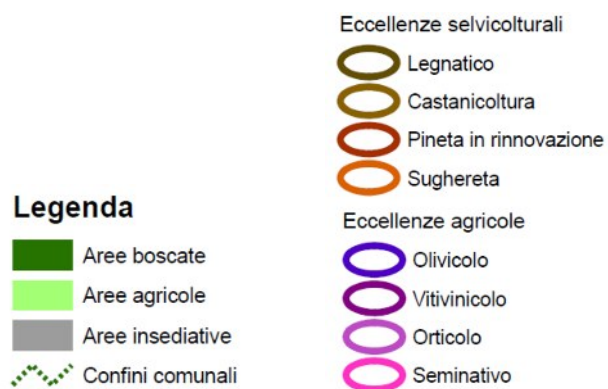 Legenda
Aree boscate
Aree agricole
Aree insediative
Confini comunali
Eccellenze selvicolturali
Legnatico
Castanicoltura
Pineta in rinnovazione
Sughereta
Eccellenze agricole
Olivicolo
Vitivinicolo
Orticolo
Seminativo